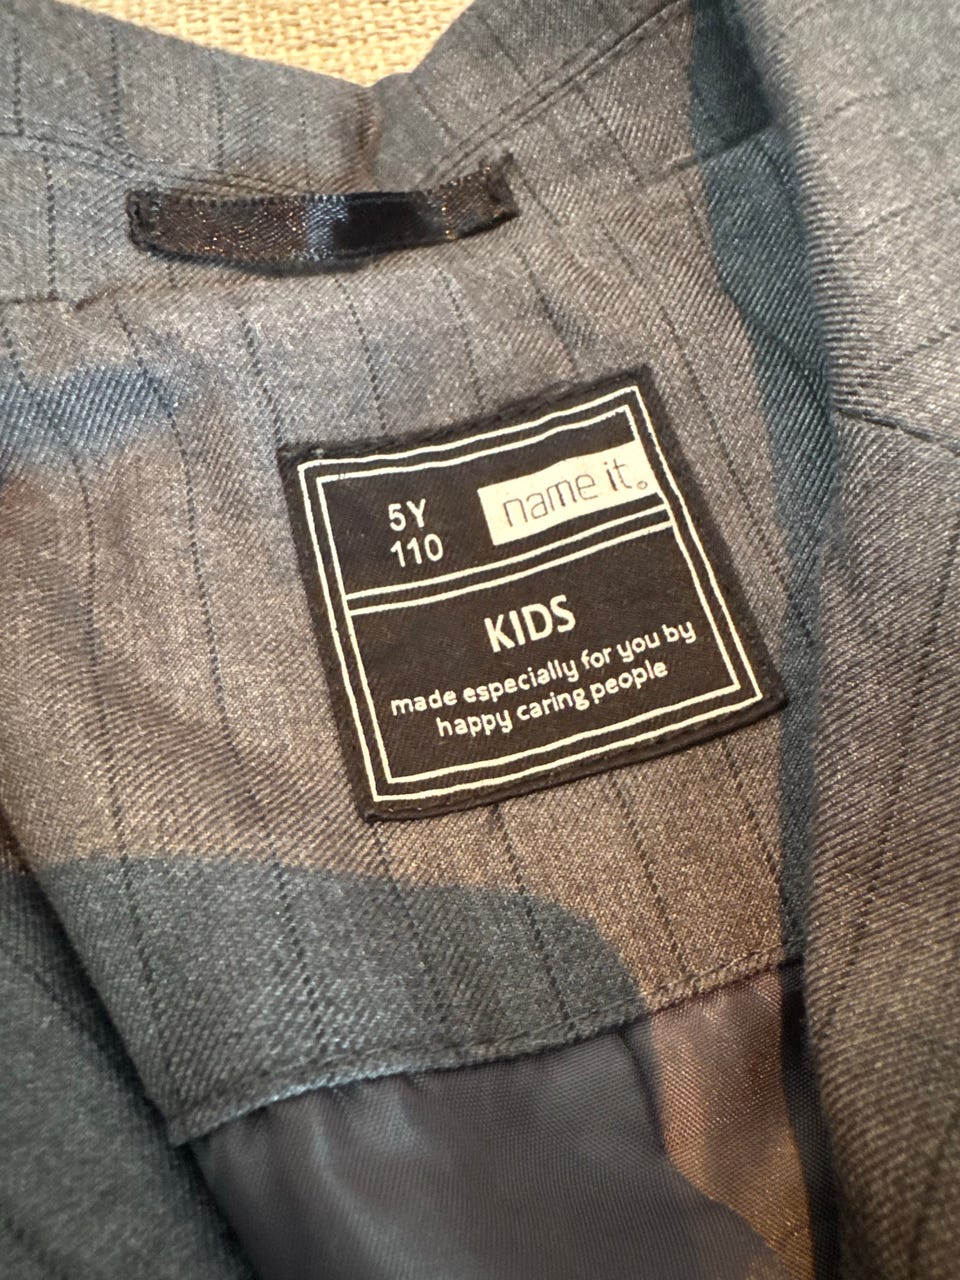 5Y
110
name it®
KIDS
made especially for you by
happy caring people